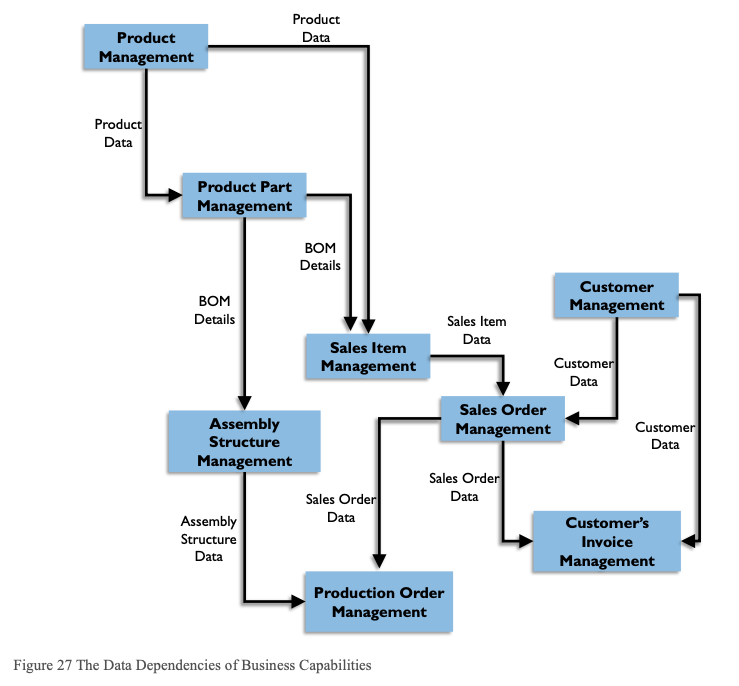 Product
Data
Product
Management
Product
Data
Product Part
Management
BOM
Details
BOM
Details
Customer
Management
Sales Item
Data
Sales Item
Management
Customer
Data
Sales Order
Management
Assembly
Structure
Management
Customer
Data
Sales Order
Data
Sales Order
Data
Assembly
Structure
Data
Customer's
Invoice
Management
Production Order
Management
Figure 27 The Data Dependencies of Business Capabilities